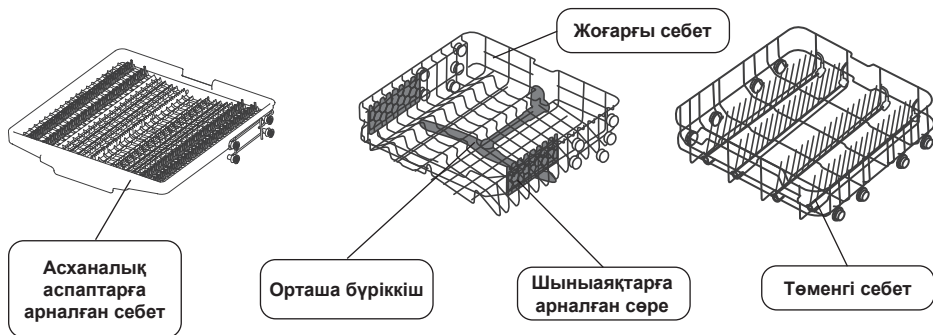 Жоғарғы себет
Асханалық
аспаптарға
арналған себет
Орташа бүріккіш
Шыныаяқтарға
арналған сөре
Төменгі себет